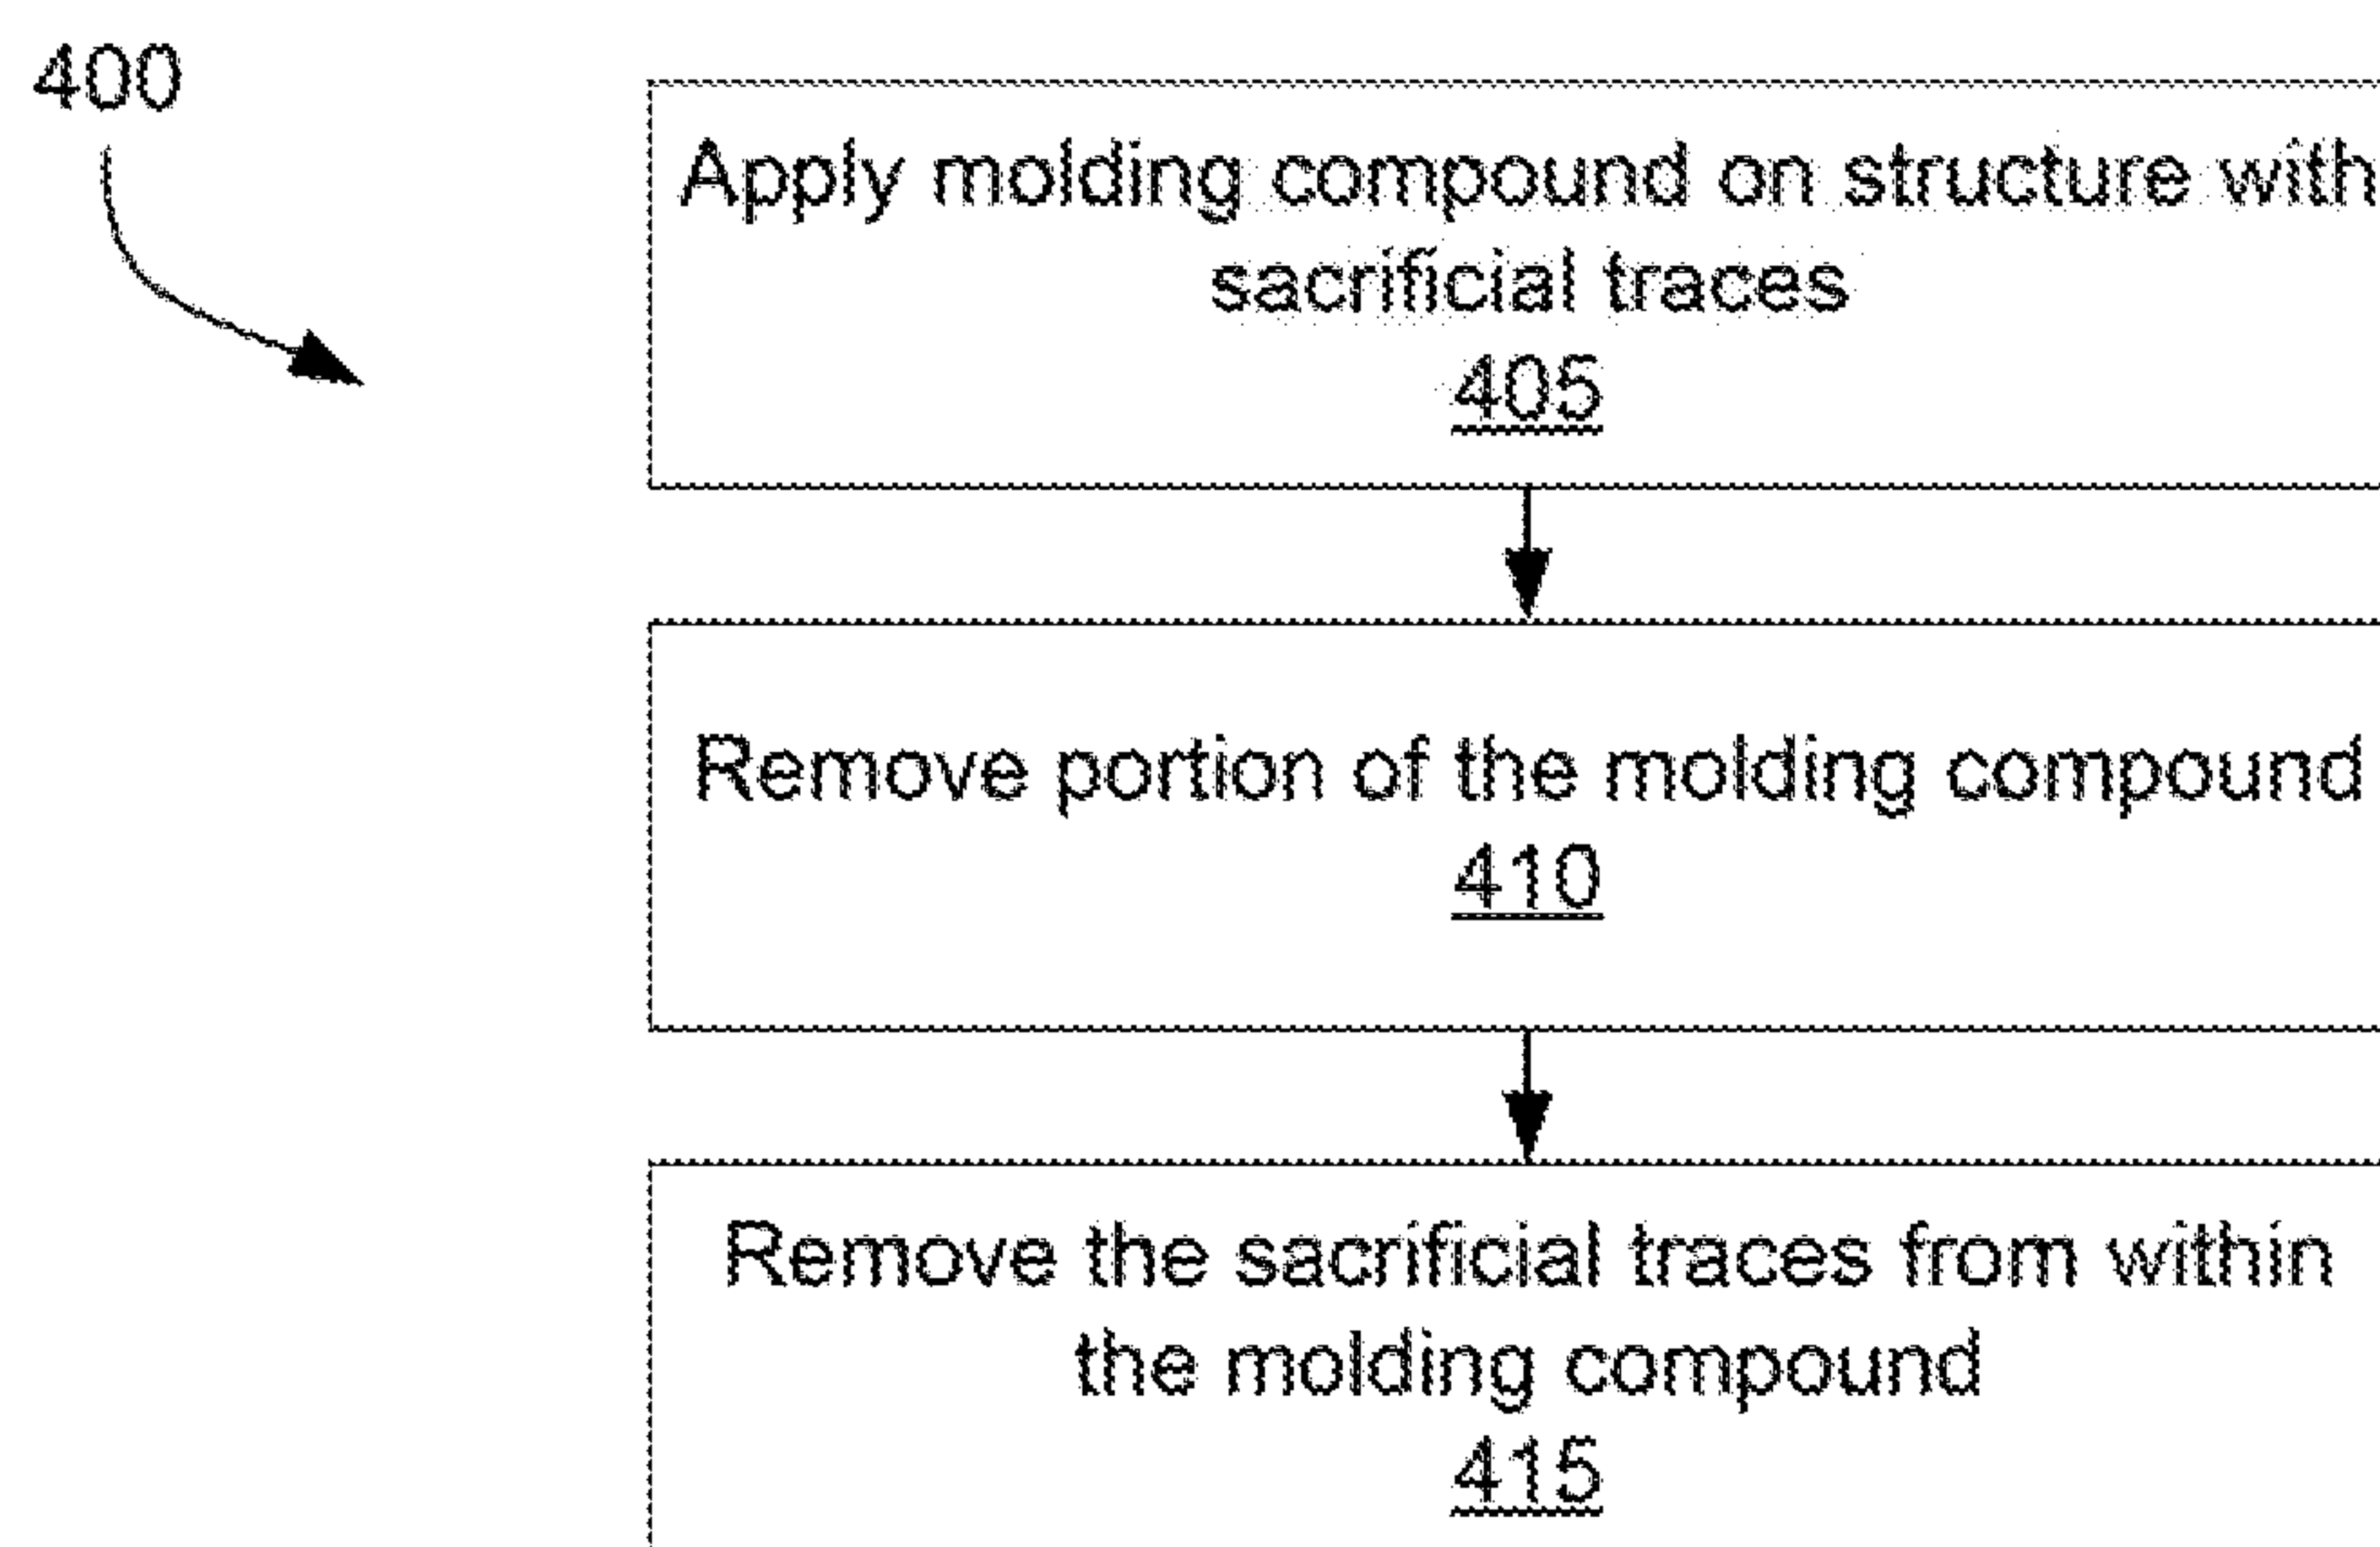 400
Apply molding compound on structure with
sacrificial traces
405
Remove portion of the molding compound
410
Remove the sacrificial traces from within
the molding compound
415